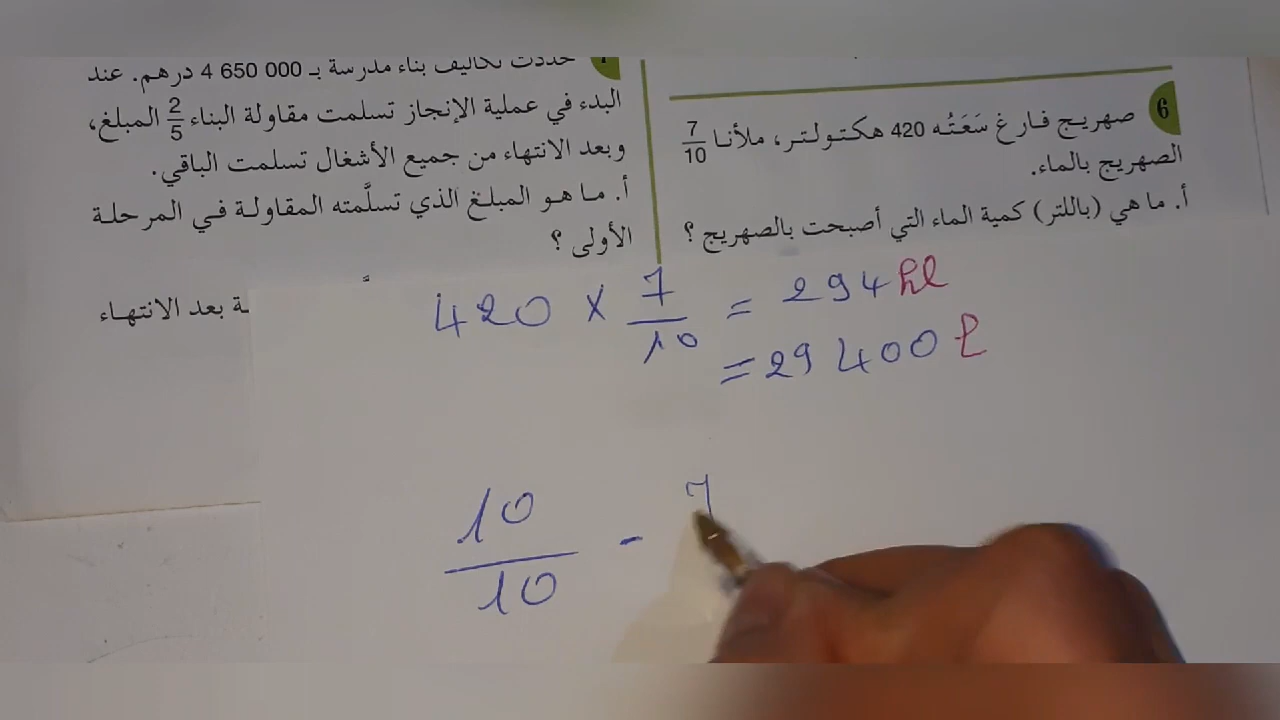 6 صهريج فارغ سَعَتُه 420 هكتولتر، ملأنا 7/10
الصهريج بالماء.
أ. ما هي (باللتر) كمية الماء التي أصبحت بالصهريج ؟
حددت تكاليف بناء مدرسة بـ 000 650 4 درهم. عند
البدء في عملية الإنجاز تسلمت مقاولة البناء 2/5 المبلغ،
وبعد الانتهاء من جميع الأشغال تسلمت الباقي.
أ. ما هو المبلغ الذي تسلَّمته المقاولة في المرحلة
الأولى ؟
بعد الانتهاء
420 × 7/10 = 294 hl
= 29 400 l
10/10 - 7